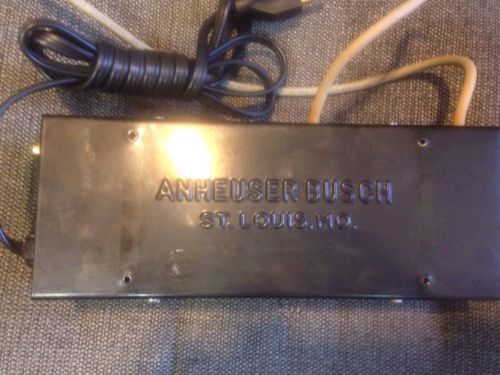 ANHEUSER BUSCH
ST. LOUIS, MO.